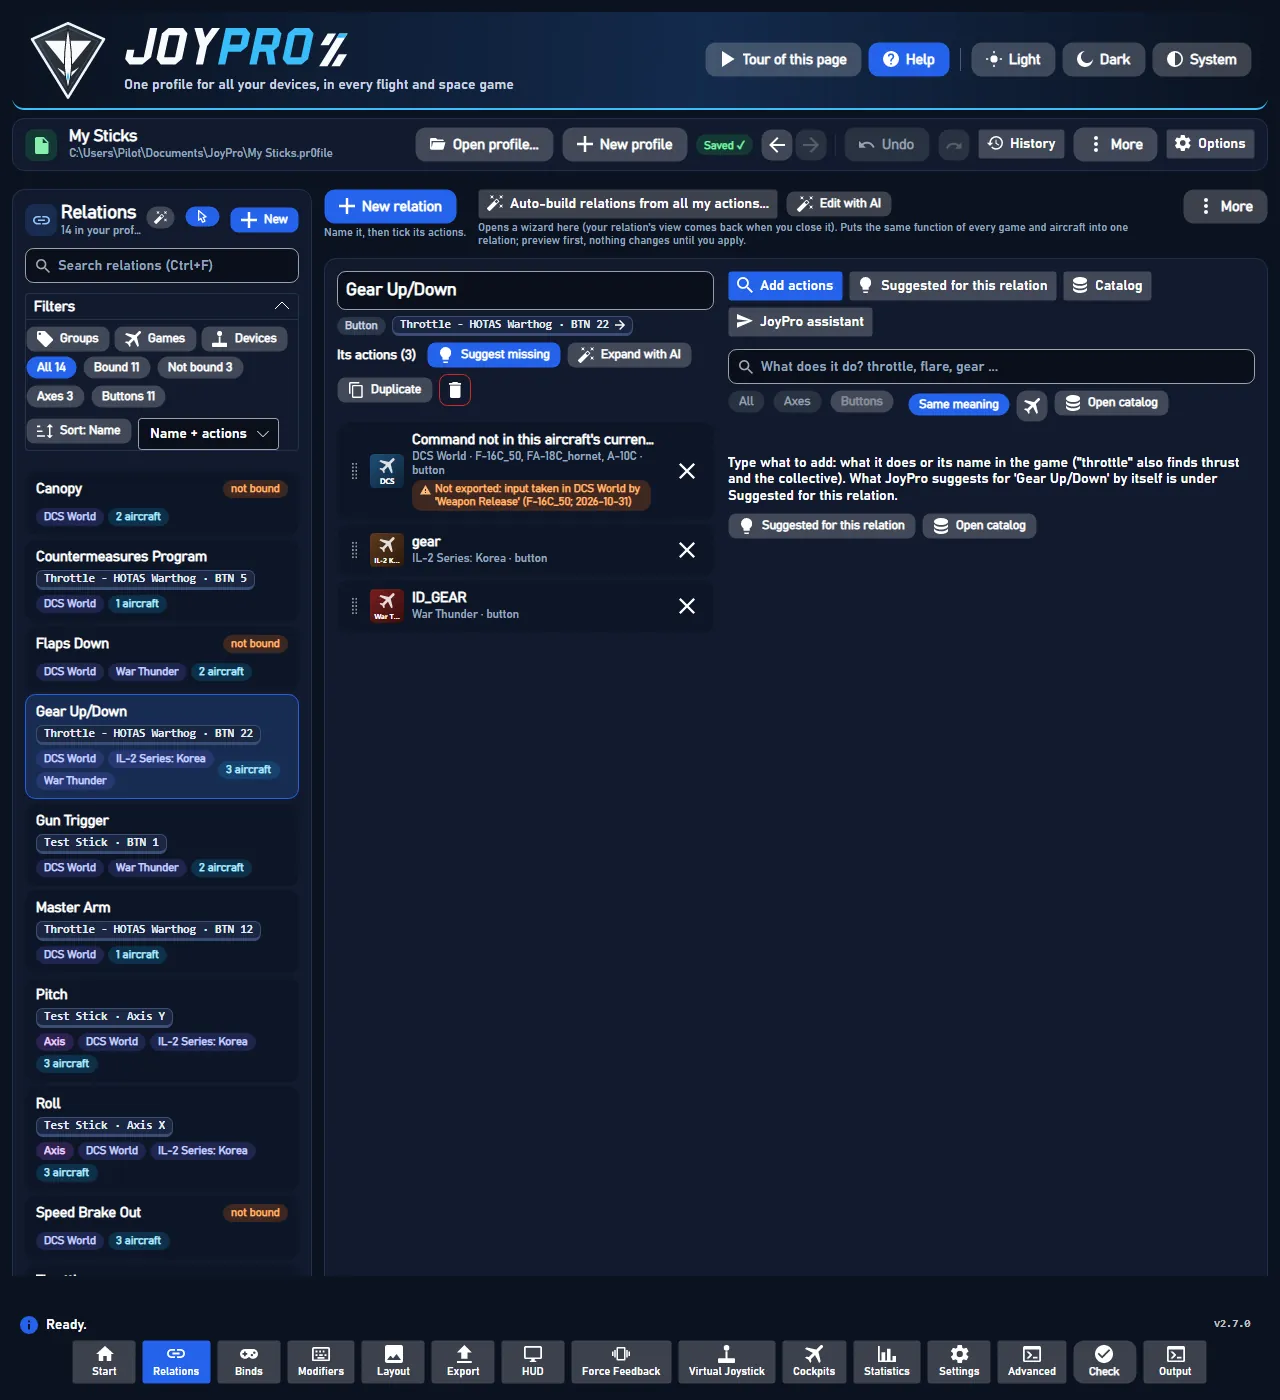 JOYPRO
One profile for all your devices, in every flight and space game
Tour of this page
Help
Light
Dark
System
My Sticks
C:\Users\Pilot\Documents\JoyPro\My Sticks.pr0file
Open profile...
New profile
Saved ✓
Undo
History
More
Options
Relations
14 in your prof...
New
Search relations (Ctrl+F)
Filters
Groups
Games
Devices
All 14
Bound 11
Not bound 3
Axes 3
Buttons 11
Sort: Name
Name + actions
Canopy
not bound
DCS World
2 aircraft
Countermeasures Program
Throttle - HOTAS Warthog · BTN 5
DCS World
1 aircraft
Flaps Down
not bound
DCS World
War Thunder
2 aircraft
Gear Up/Down
Throttle - HOTAS Warthog · BTN 22
DCS World
IL-2 Series: Korea
War Thunder
3 aircraft
Gun Trigger
Test Stick · BTN 1
DCS World
War Thunder
2 aircraft
Master Arm
Throttle - HOTAS Warthog · BTN 12
DCS World
1 aircraft
Pitch
Test Stick · Axis Y
Axis
DCS World
IL-2 Series: Korea
3 aircraft
Roll
Test Stick · Axis X
Axis
DCS World
IL-2 Series: Korea
3 aircraft
Speed Brake Out
not bound
DCS World
3 aircraft
New relation
Name it, then tick its actions.
Auto-build relations from all my actions...
Edit with AI
Opens a wizard here (your relation's view comes back when you close it). Puts the same function of every game and aircraft into one
relation; preview first, nothing changes until you apply.
More
Gear Up/Down
Button
Throttle - HOTAS Warthog · BTN 22 →
Its actions (3)
Suggest missing
Expand with AI
Duplicate
DCS
Command not in this aircraft's curren...
DCS World · F-16C_50, FA-18C_hornet, A-10C ·
button
Not exported: input taken in DCS World by
'Weapon Release' (F-16C_50; 2026-10-31)
IL-2 K...
gear
IL-2 Series: Korea · button
War T...
ID_GEAR
War Thunder · button
Add actions
Suggested for this relation
Catalog
JoyPro assistant
What does it do? throttle, flare, gear ...
All
Axes
Buttons
Same meaning
Open catalog
Type what to add: what it does or its name in the game ("throttle" also finds thrust
and the collective). What JoyPro suggests for 'Gear Up/Down' by itself is under
Suggested for this relation.
Suggested for this relation
Open catalog
Ready.
v2.7.0
Start
Relations
Binds
Modifiers
Layout
Export
HUD
Force Feedback
Virtual Joystick
Cockpits
Statistics
Settings
Advanced
Check
Output